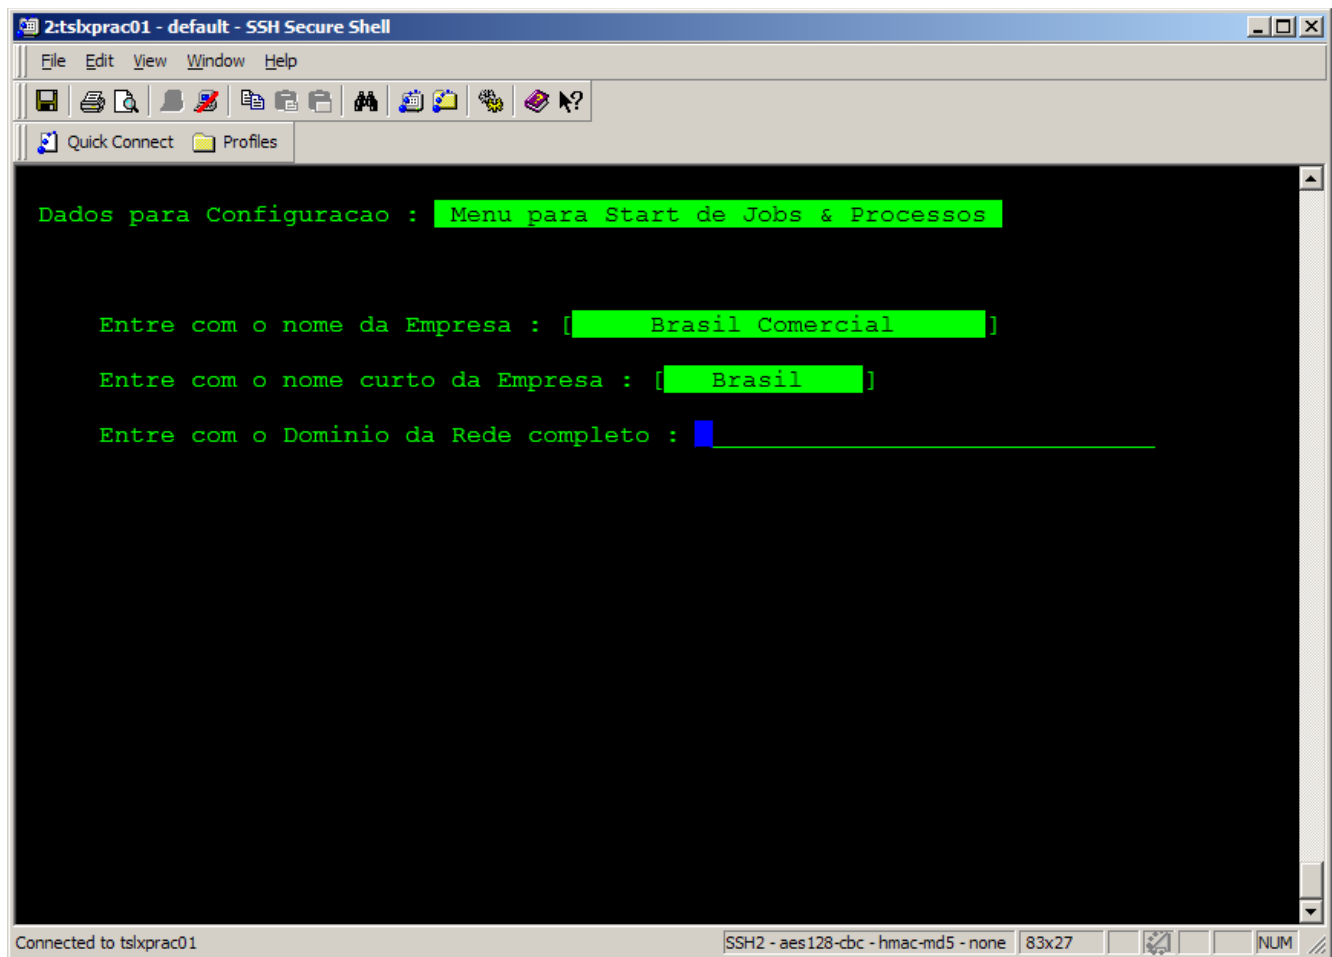 2:tslxprac01 - default - SSH Secure Shell
File Edit View Window Help
Quick Connect Profiles
Dados para Configuracao : Menu para Start de Jobs & Processos
Entre com o nome da Empresa : [ Brasil Comercial ]
Entre com o nome curto da Empresa : [ Brasil ]
Entre com o Dominio da Rede completo : _____________________________
Connected to tslxprac01 SSH2 - aes128-cbc - hmac-md5 - none 83x27 NUM